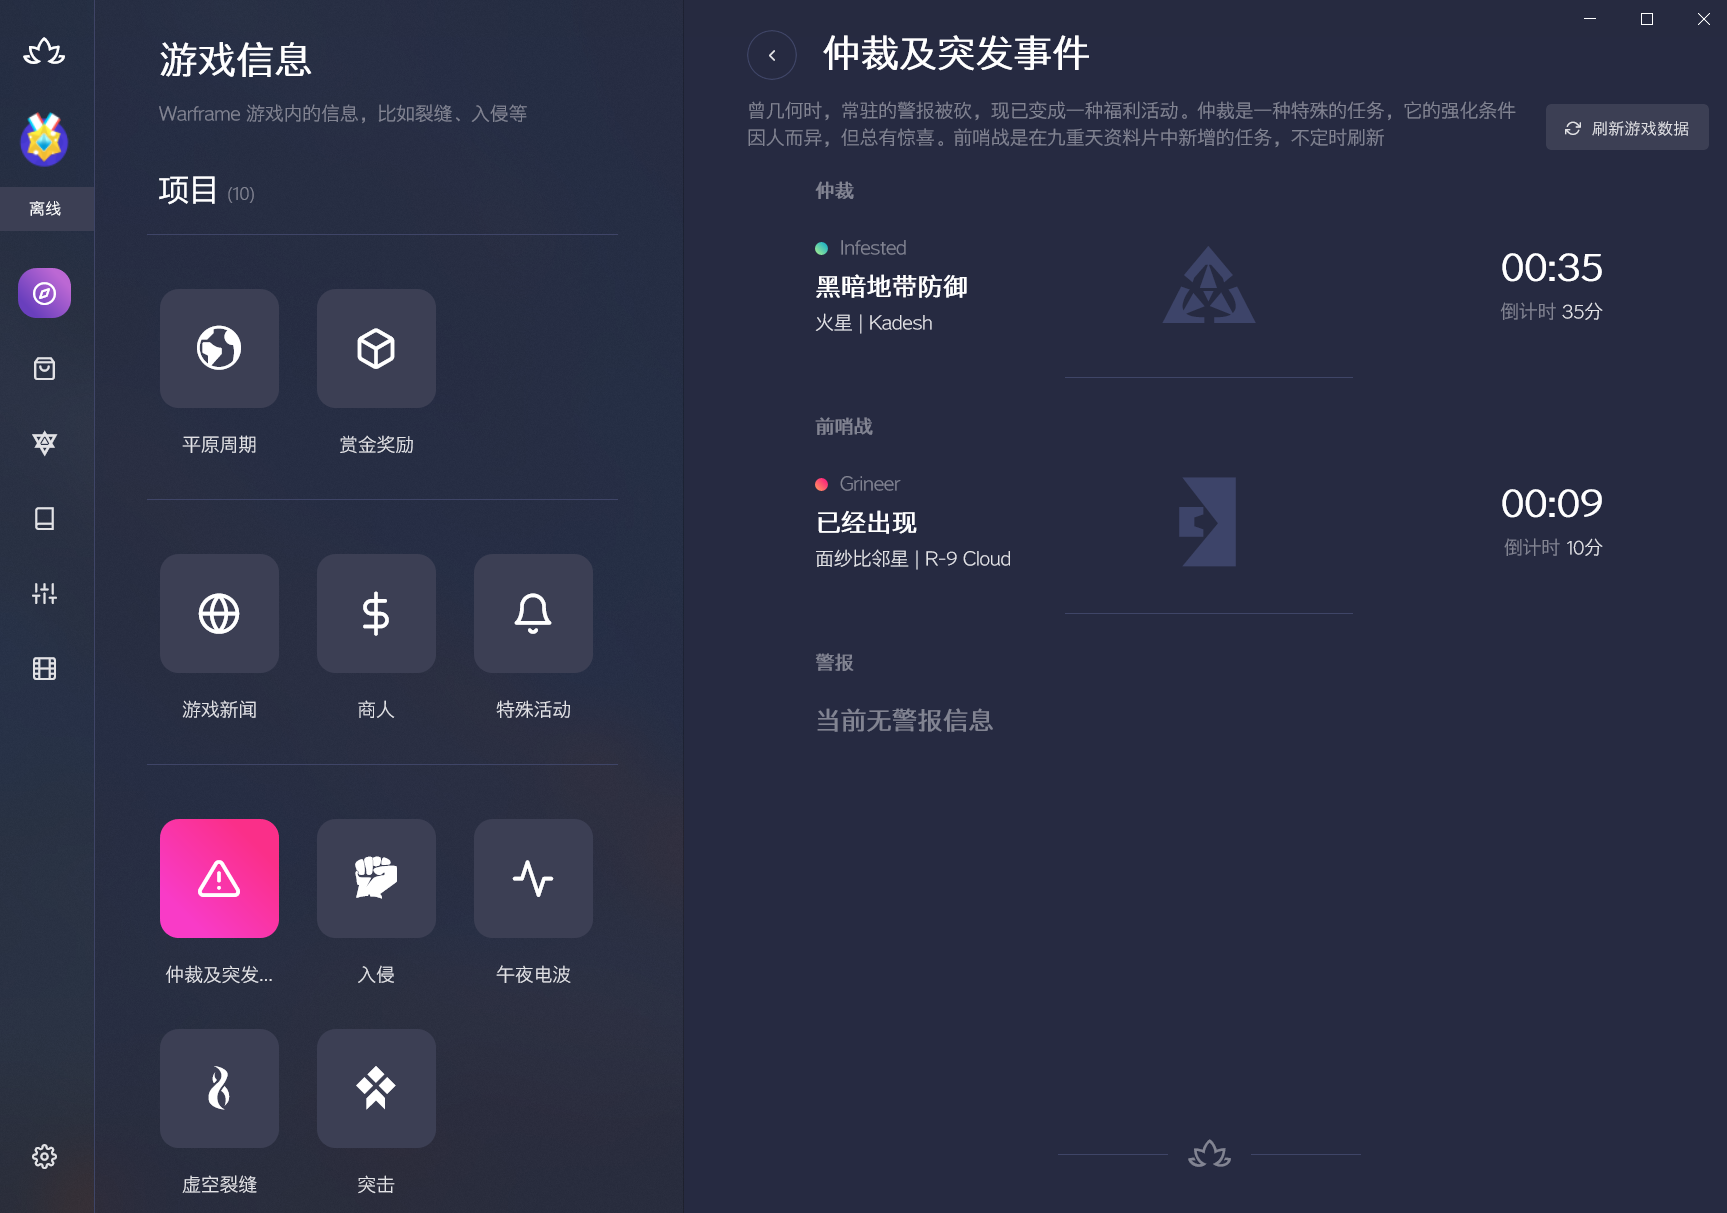 游戏信息
Warframe 游戏内的信息，比如裂缝、入侵等
离线
项目 (10)
平原周期
赏金奖励
游戏新闻
商人
特殊活动
仲裁及突发...
入侵
午夜电波
虚空裂缝
突击
仲裁及突发事件
曾几何时，常驻的警报被砍，现已变成一种福利活动。仲裁是一种特殊的任务，它的强化条件
因人而异，但总有惊喜。前哨战是在九重天资料片中新增的任务，不定时刷新
刷新游戏数据
仲裁
Infested
黑暗地带防御
火星 | Kadesh
00:35
倒计时 35分
前哨战
Grineer
已经出现
面纱比邻星 | R-9 Cloud
00:09
倒计时 10分
警报
当前无警报信息